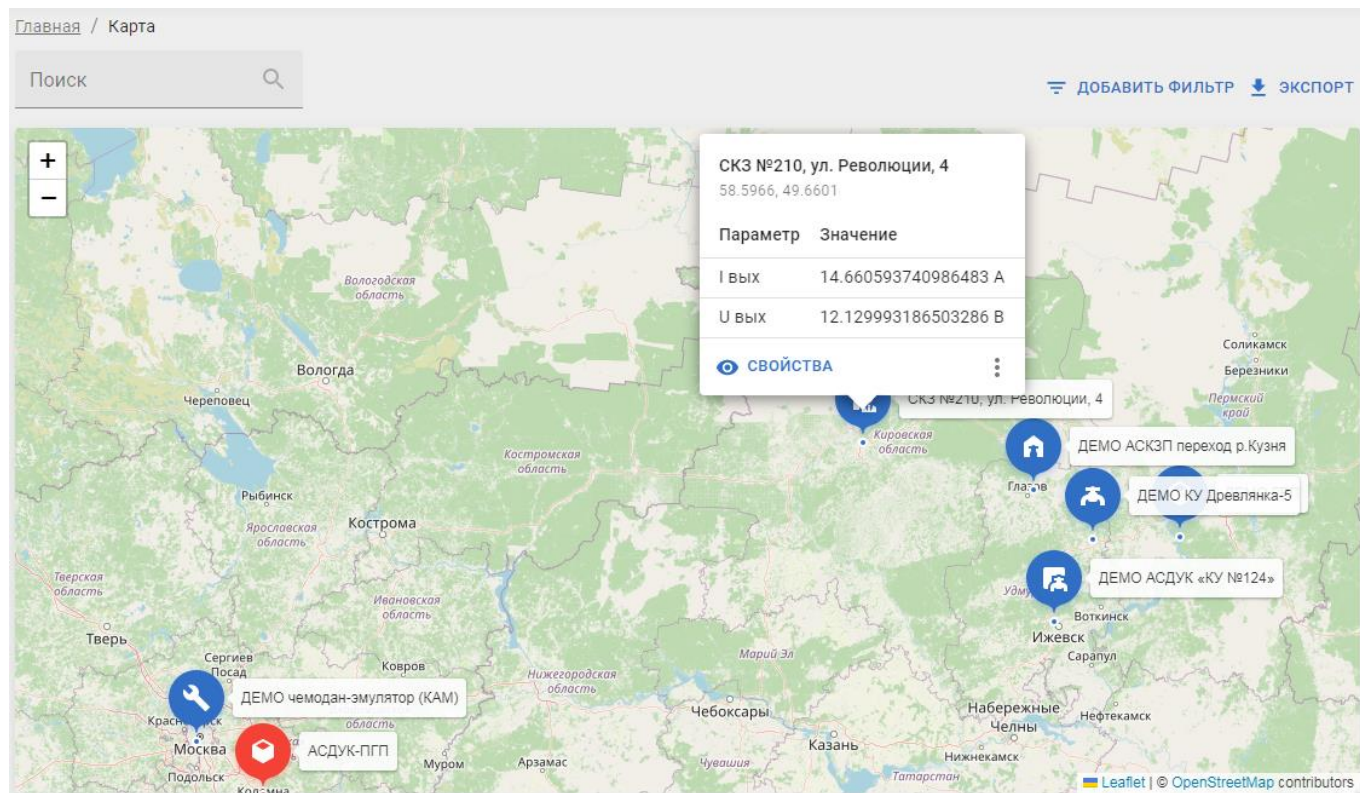 Главная / Карта
Поиск
ДОБАВИТЬ ФИЛЬТР ЭКСПОРТ
+
−
СКЗ №210, ул. Революции, 4
58.5966, 49.6601
Параметр Значение
I вых 14.660593740986483 А
U вых 12.129993186503286 В
СВОЙСТВА
Вологодская
область
Соликамск
Березники
Вологда
Череповец
Пермский
край
СКЗ №210, ул. Революции, 4
Кировская
область
ДЕМО АСКЗП переход р.Кузня
Костромская
область
Глазов
ДЕМО КУ Древлянка-5
Рыбинск
Ярославская
область
Кострома
ДЕМО АСДУК «КУ №124»
Тверская
область
Ивановская
область
Воткинск
Ижевск
Сарапул
Тверь
Сергиев
Посад
Ковров
Марий Эл
Нижегородская
область
ДЕМО чемодан-эмулятор (КАМ)
Чебоксары
Набережные
Челны
Нефтекамск
область
Москва
АСДУК-ПГП
Муром
Арзамас
Казань
Чувашия
Нижнекамск
Татарстан
Подольск
Коломна
Leaflet | © OpenStreetMap contributors